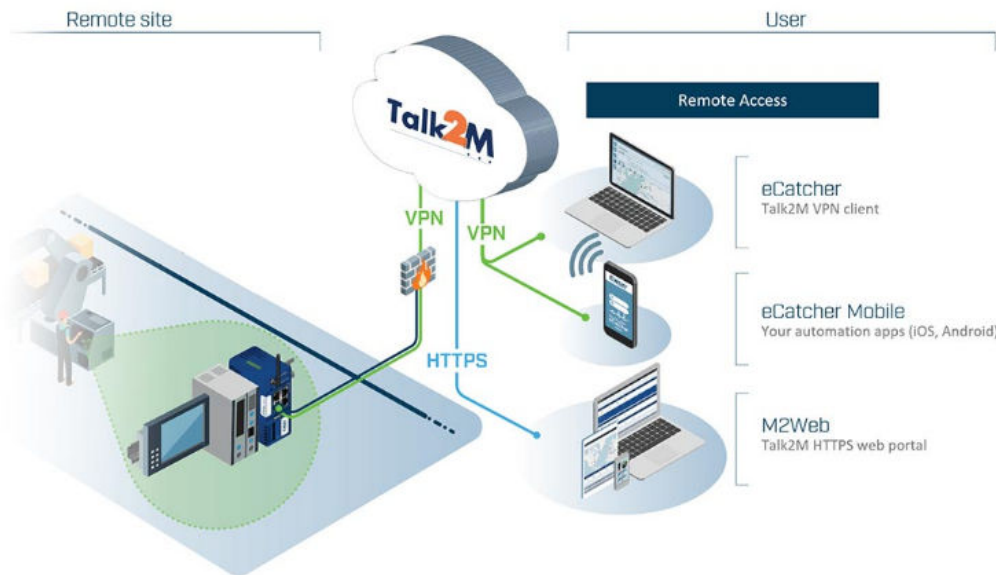 Remote site
User
Talk2M
Remote Access
eCatcher
Talk2M VPN client
VPN
VPN
eCatcher Mobile
Your automation apps (iOS, Android)
HTTPS
M2Web
Talk2M HTTPS web portal